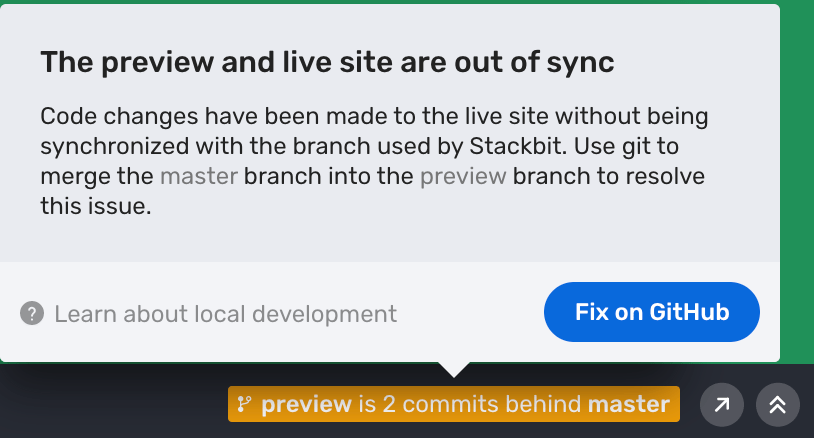 The preview and live site are out of sync
Code changes have been made to the live site without being
synchronized with the branch used by Stackbit. Use git to
merge the master branch into the preview branch to resolve
this issue.
? Learn about local development
Fix on GitHub
preview is 2 commits behind master